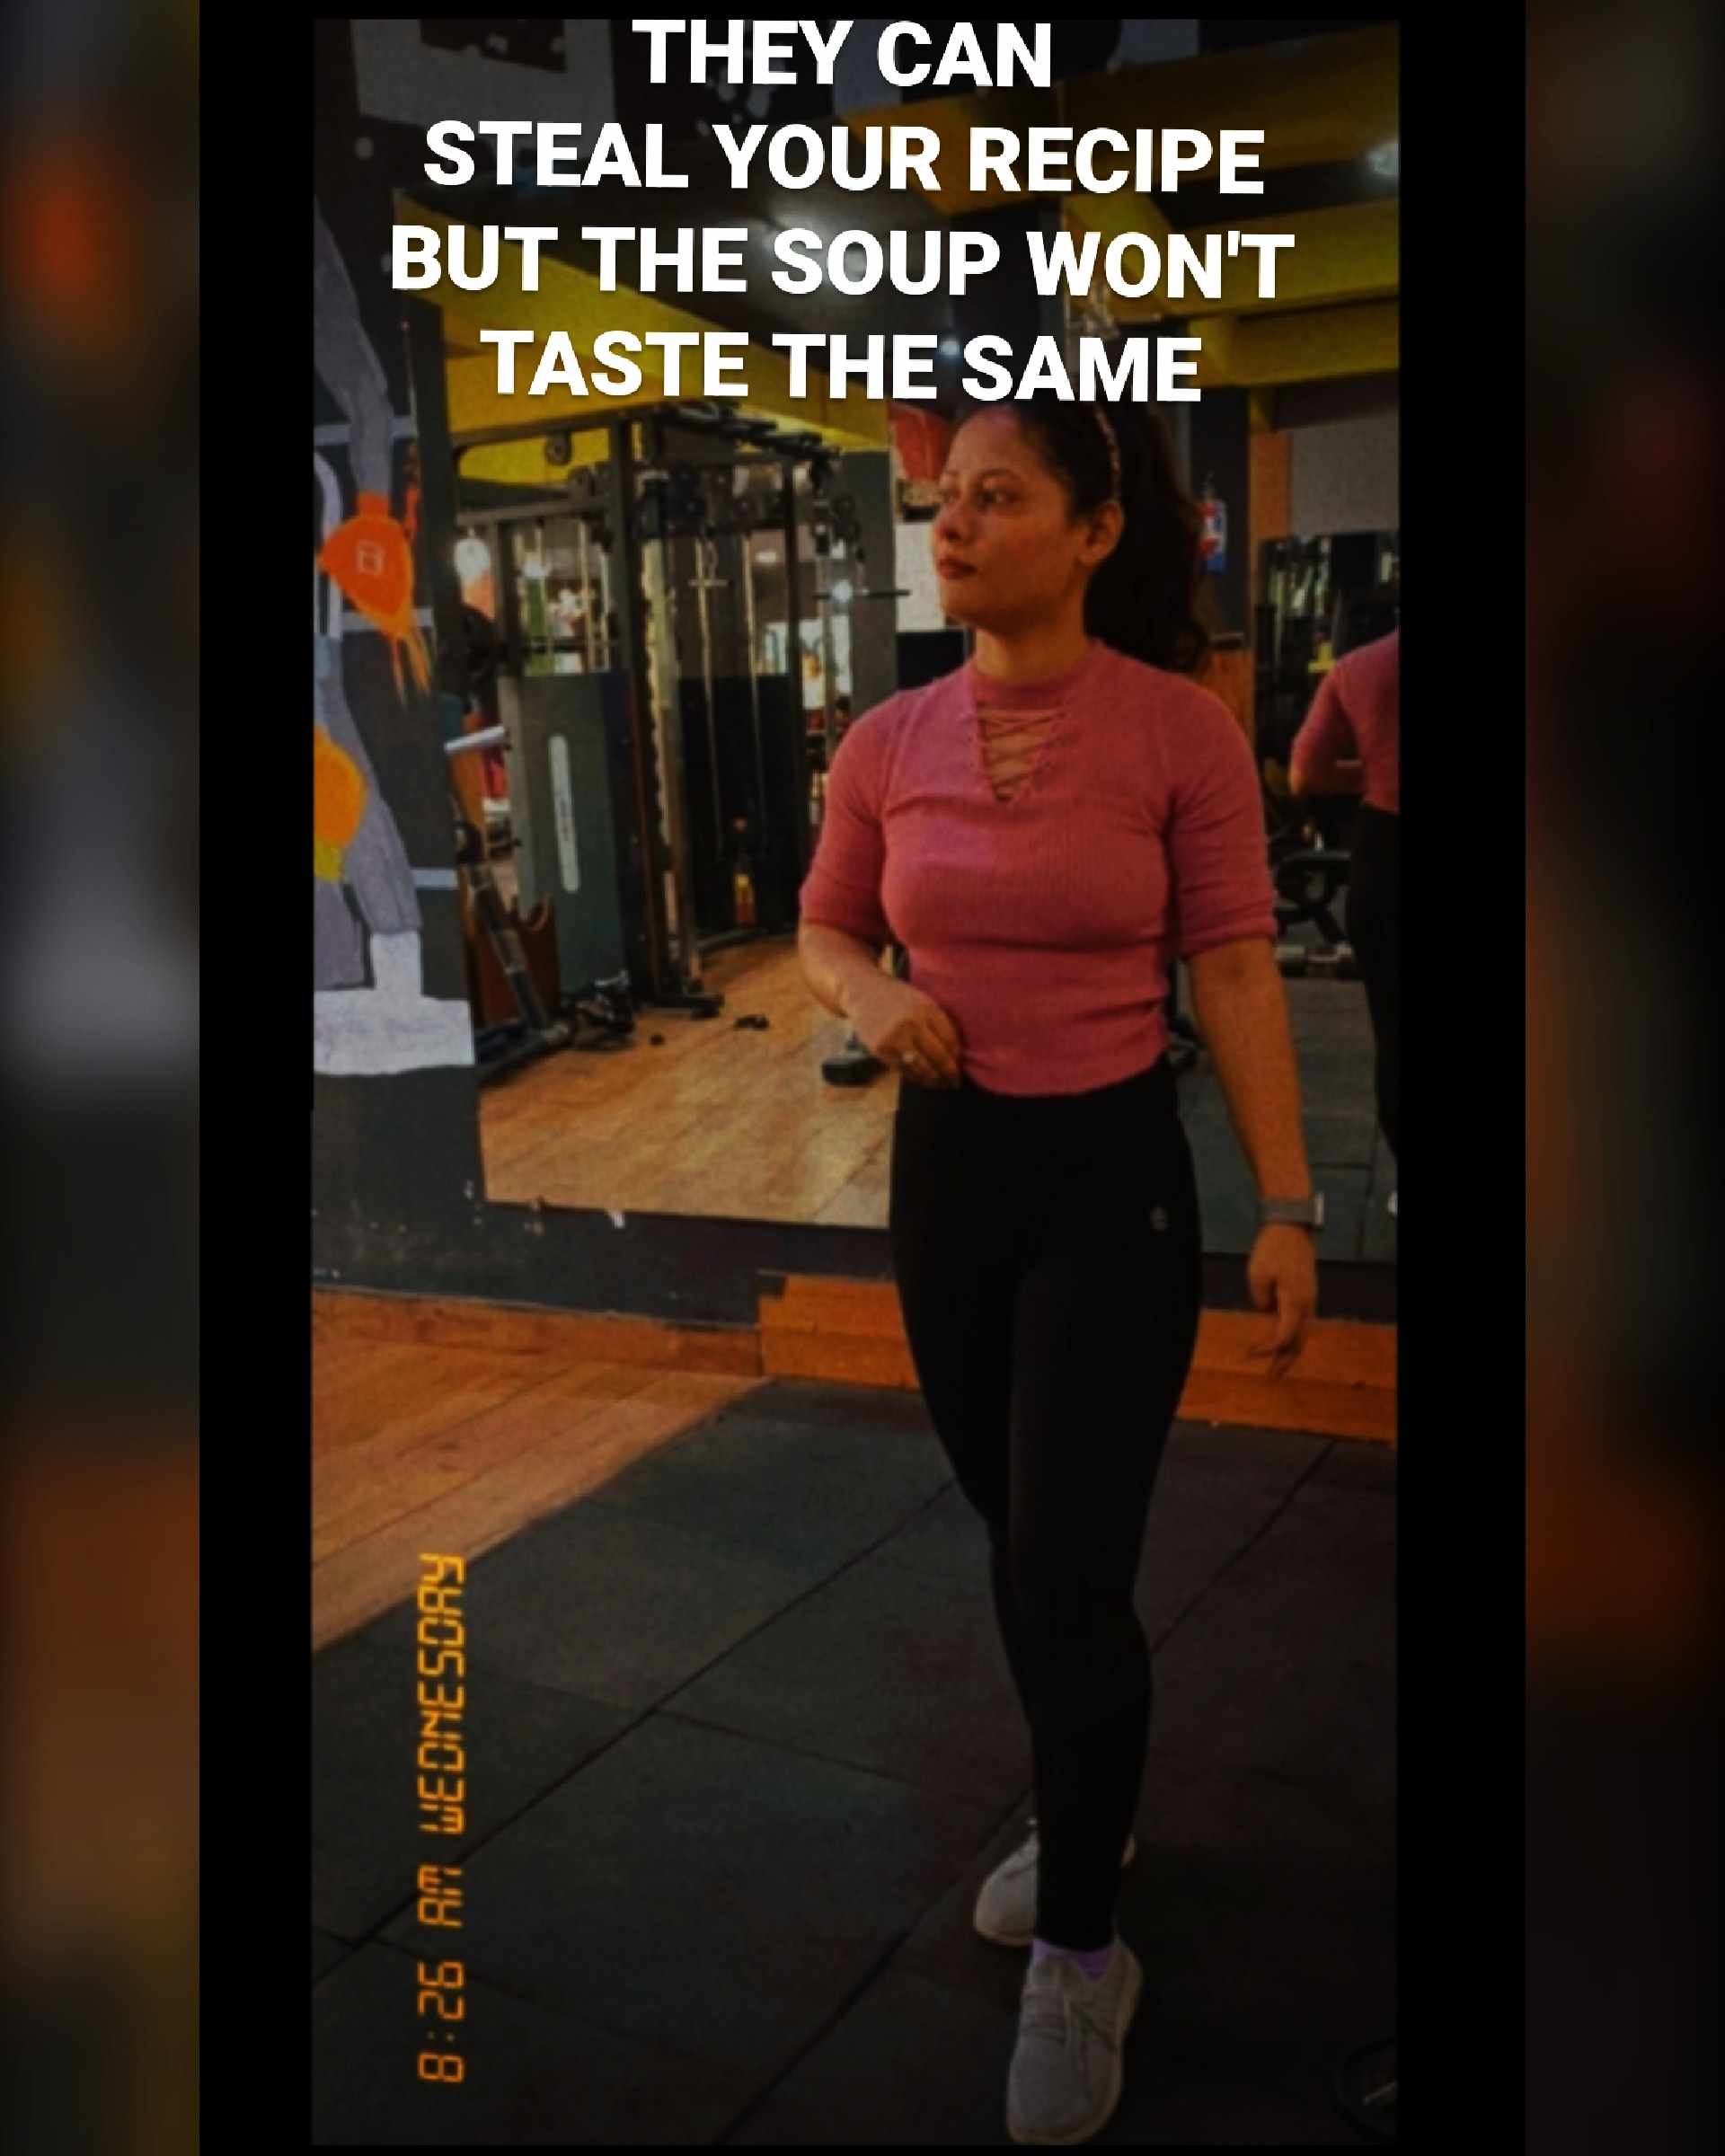 THEY CAN
STEAL YOUR RECIPE
BUT THE SOUP WON'T
TASTE THE SAME
8:26 AM WEDNESDAY